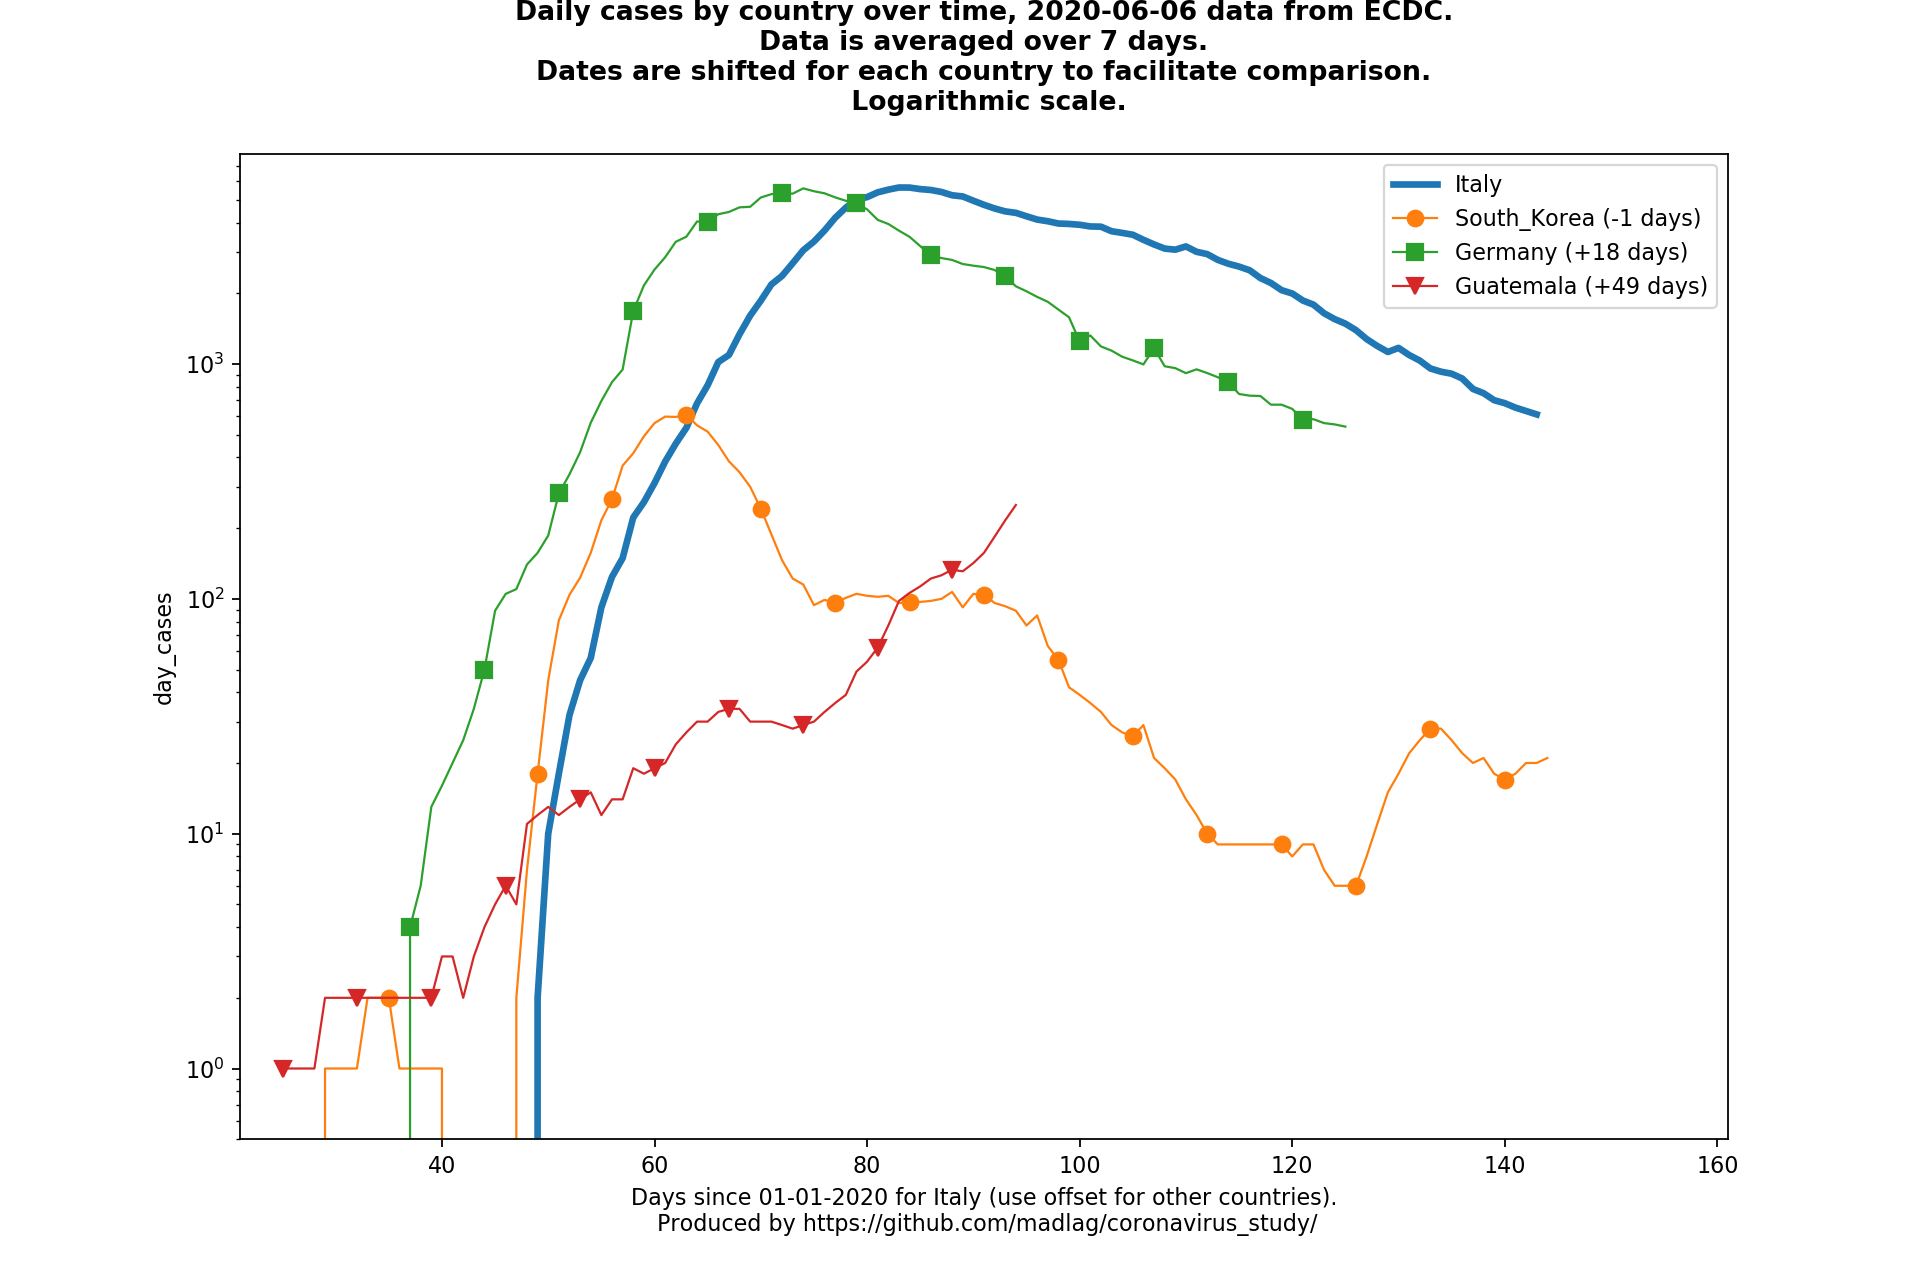 Daily cases by country over time, 2020-06-06 data from ECDC.
Data is averaged over 7 days.
Dates are shifted for each country to facilitate comparison.
Logarithmic scale.
Italy
South_Korea (-1 days)
Germany (+18 days)
Guatemala (+49 days)
10³
10²
10¹
10⁰
day_cases
40 60 80 100 120 140 160
Days since 01-01-2020 for Italy (use offset for other countries).
Produced by https://github.com/madlag/coronavirus_study/